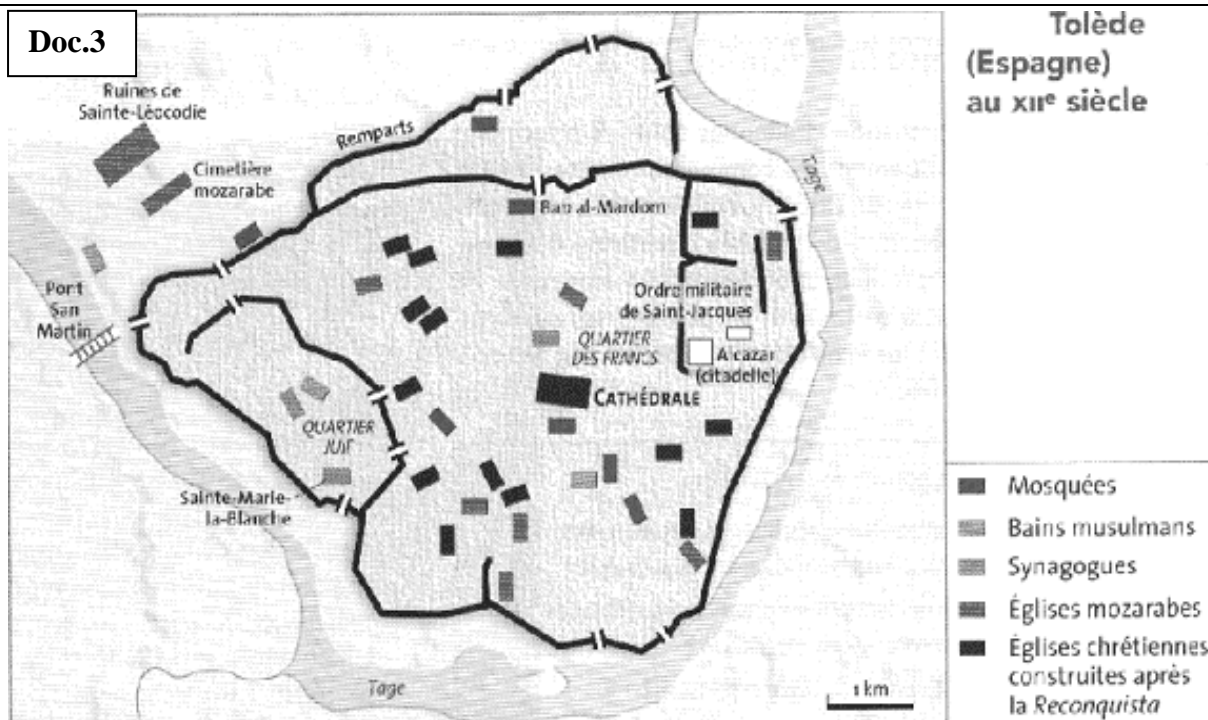 Doc.3
Tolède
(Espagne)
au XIIe siècle
Ruines de
Sainte-Léocodie
Remparts
Cimetière
mozarabe
Tage
Bab al-Mardom
Pont
San
Martin
Ordre militaire
de Saint-Jacques
QUARTIER
DES FRANCS
Alcazar
(citadelle)
CATHÉDRALE
QUARTIER
JUIF
Sainte-Marie-
la-Blanche
Tage
1 km
Mosquées
Bains musulmans
Synagogues
Églises mozarabes
Églises chrétiennes
construites après
la Reconquista